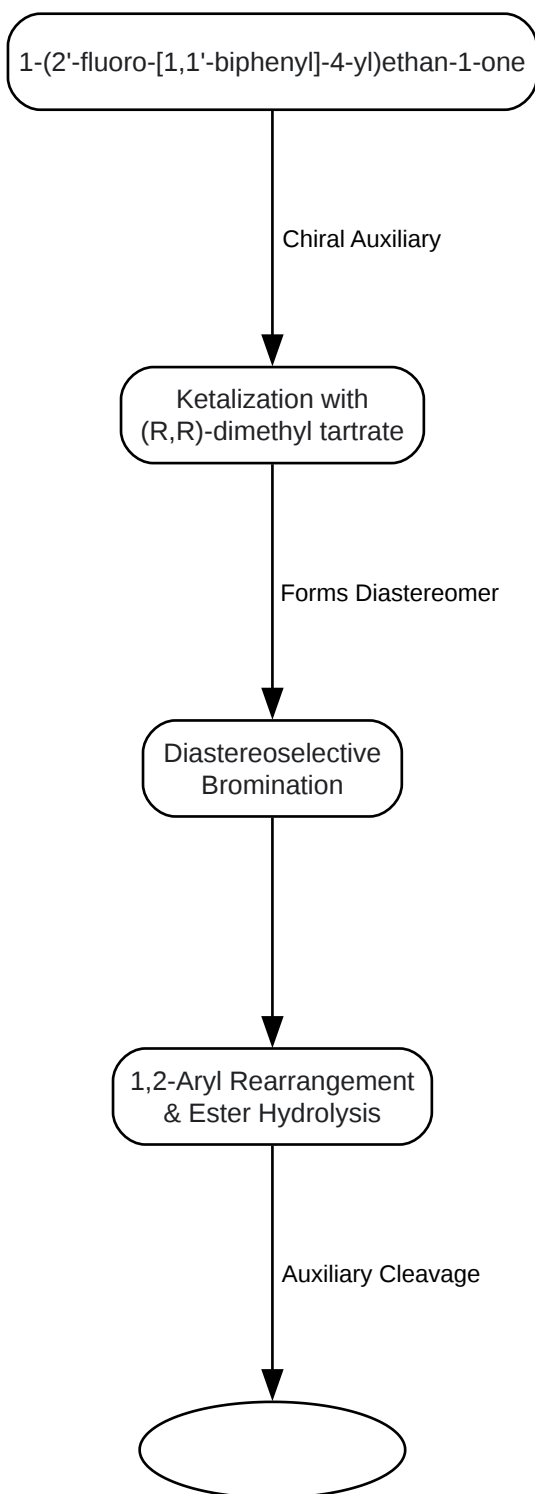 1-(2'-fluoro-[1,1'-biphenyl]-4-yl)ethan-1-one
Chiral Auxiliary
Ketalization with
(R,R)-dimethyl tartrate
Forms Diastereomer
Diastereoselective
Bromination
1,2-Aryl Rearrangement
& Ester Hydrolysis
Auxiliary Cleavage